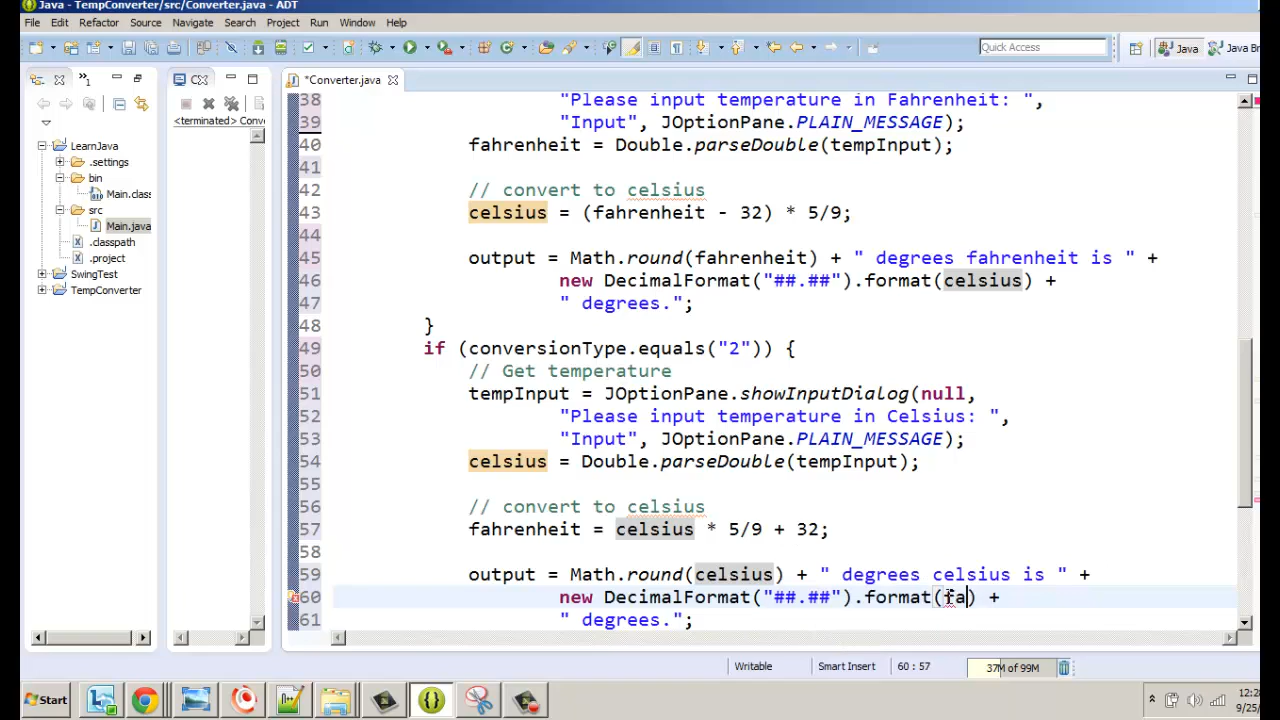 Java - TempConverter/src/Converter.java - ADT
File Edit Refactor Source Navigate Search Project Run Window Help
Quick Access
Java
Java Br
*Converter.java
<terminated> Conve
LearnJava
.settings
bin
Main.class
src
Main.java
.classpath
.project
SwingTest
TempConverter
38 "Please input temperature in Fahrenheit: ",
39 "Input", JOptionPane.PLAIN_MESSAGE);
40 fahrenheit = Double.parseDouble(tempInput);
41
42 // convert to celsius
43 celsius = (fahrenheit - 32) * 5/9;
44
45 output = Math.round(fahrenheit) + " degrees fahrenheit is " +
46 new DecimalFormat("##.##").format(celsius) +
47 " degrees.";
48 }
49 if (conversionType.equals("2")) {
50 // Get temperature
51 tempInput = JOptionPane.showInputDialog(null,
52 "Please input temperature in Celsius: ",
53 "Input", JOptionPane.PLAIN_MESSAGE);
54 celsius = Double.parseDouble(tempInput);
55
56 // convert to celsius
57 fahrenheit = celsius * 5/9 + 32;
58
59 output = Math.round(celsius) + " degrees celsius is " +
60 new DecimalFormat("##.##").format(fa) +
61 " degrees.";
Writable
Smart Insert
60 : 57
37M of 99M
Start
12:28
9/25/